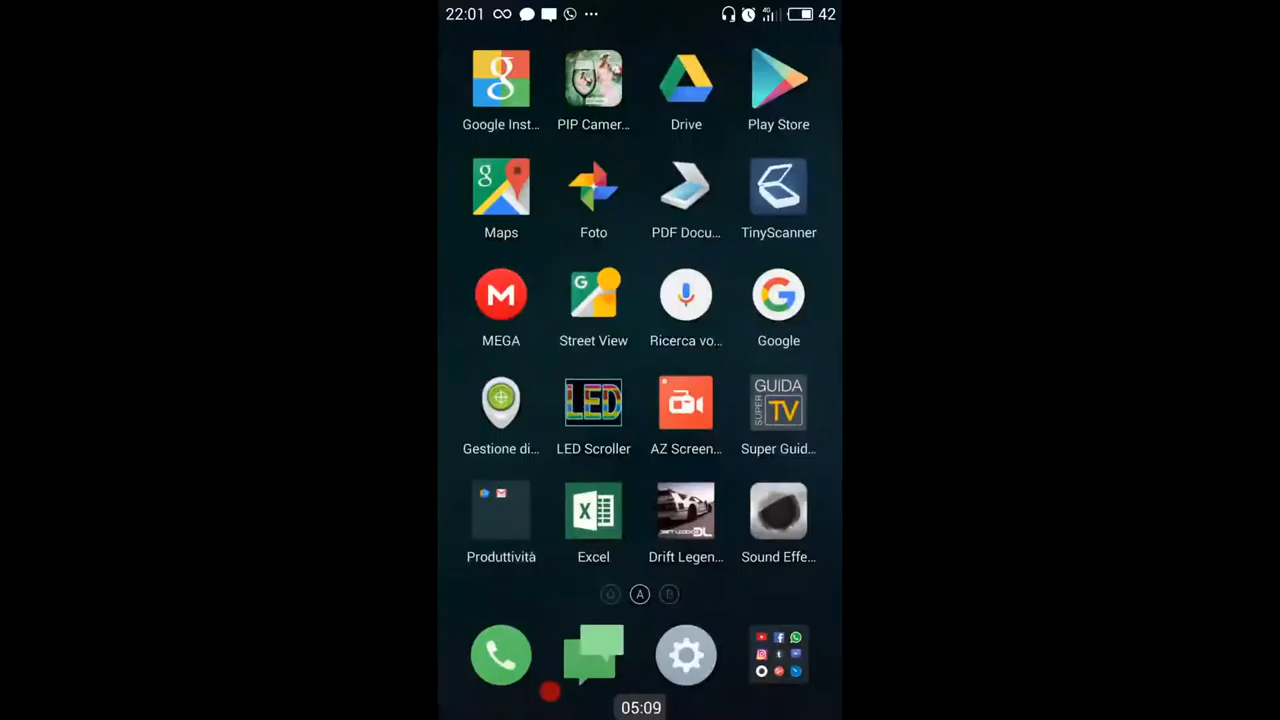 22:01 42
Google Inst... PIP Camer... Drive Play Store
Maps Foto PDF Docu... TinyScanner
MEGA Street View Ricerca vo... Google
LED GUIDA SUPER TV
Gestione di... LED Scroller AZ Screen... Super Guid...
Produttività Excel Drift Legen... Sound Effe...
A
05:09